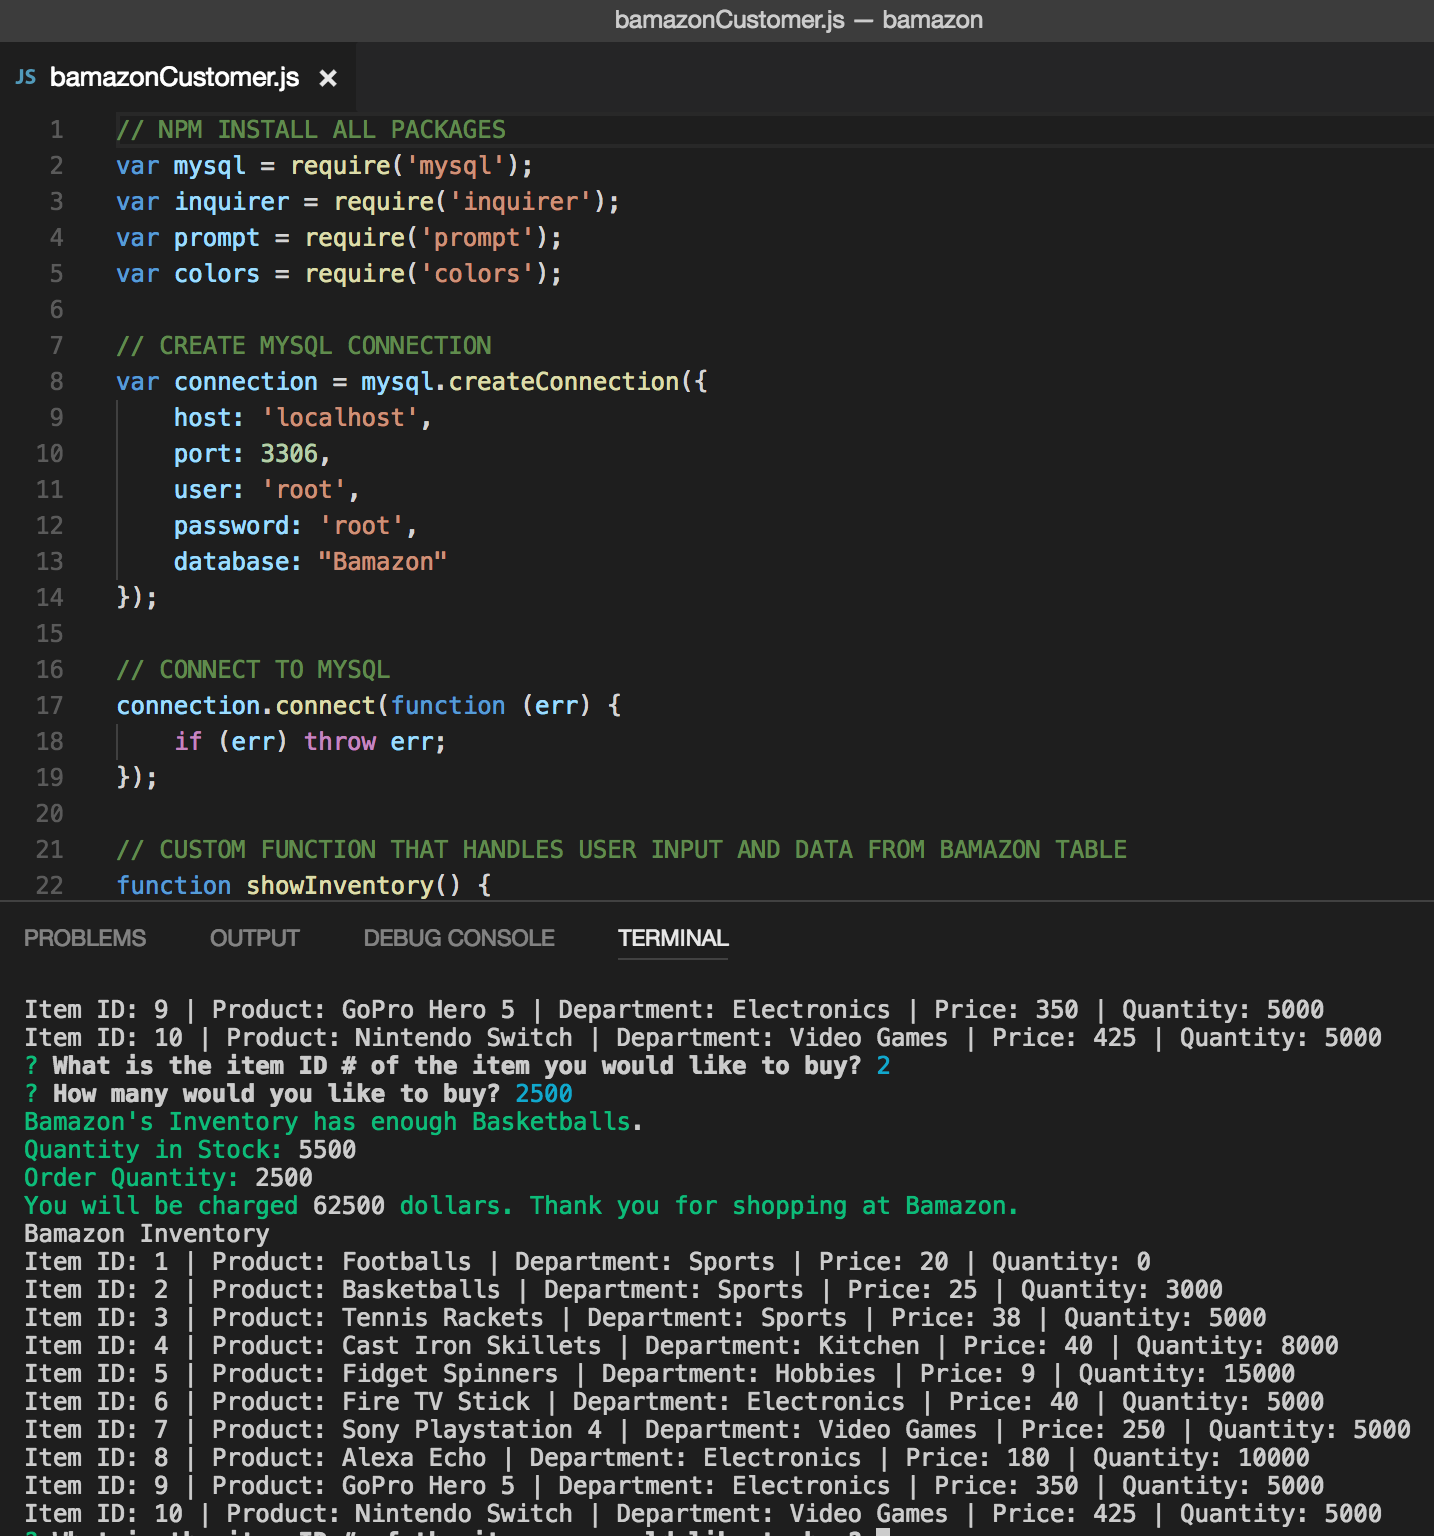 bamazonCustomer.js — bamazon
JS bamazonCustomer.js ×
1 // NPM INSTALL ALL PACKAGES
2 var mysql = require('mysql');
3 var inquirer = require('inquirer');
4 var prompt = require('prompt');
5 var colors = require('colors');
6
7 // CREATE MYSQL CONNECTION
8 var connection = mysql.createConnection({
9     host: 'localhost',
10     port: 3306,
11     user: 'root',
12     password: 'root',
13     database: "Bamazon"
14 });
15
16 // CONNECT TO MYSQL
17 connection.connect(function (err) {
18     if (err) throw err;
19 });
20
21 // CUSTOM FUNCTION THAT HANDLES USER INPUT AND DATA FROM BAMAZON TABLE
22 function showInventory() {
PROBLEMS OUTPUT DEBUG CONSOLE TERMINAL
Item ID: 9 | Product: GoPro Hero 5 | Department: Electronics | Price: 350 | Quantity: 5000
Item ID: 10 | Product: Nintendo Switch | Department: Video Games | Price: 425 | Quantity: 5000
? What is the item ID # of the item you would like to buy? 2
? How many would you like to buy? 2500
Bamazon's Inventory has enough Basketballs.
Quantity in Stock: 5500
Order Quantity: 2500
You will be charged 62500 dollars. Thank you for shopping at Bamazon.
Bamazon Inventory
Item ID: 1 | Product: Footballs | Department: Sports | Price: 20 | Quantity: 0
Item ID: 2 | Product: Basketballs | Department: Sports | Price: 25 | Quantity: 3000
Item ID: 3 | Product: Tennis Rackets | Department: Sports | Price: 38 | Quantity: 5000
Item ID: 4 | Product: Cast Iron Skillets | Department: Kitchen | Price: 40 | Quantity: 8000
Item ID: 5 | Product: Fidget Spinners | Department: Hobbies | Price: 9 | Quantity: 15000
Item ID: 6 | Product: Fire TV Stick | Department: Electronics | Price: 40 | Quantity: 5000
Item ID: 7 | Product: Sony Playstation 4 | Department: Video Games | Price: 250 | Quantity: 5000
Item ID: 8 | Product: Alexa Echo | Department: Electronics | Price: 180 | Quantity: 10000
Item ID: 9 | Product: GoPro Hero 5 | Department: Electronics | Price: 350 | Quantity: 5000
Item ID: 10 | Product: Nintendo Switch | Department: Video Games | Price: 425 | Quantity: 5000
? What is the item ID # of the item you would like to buy?